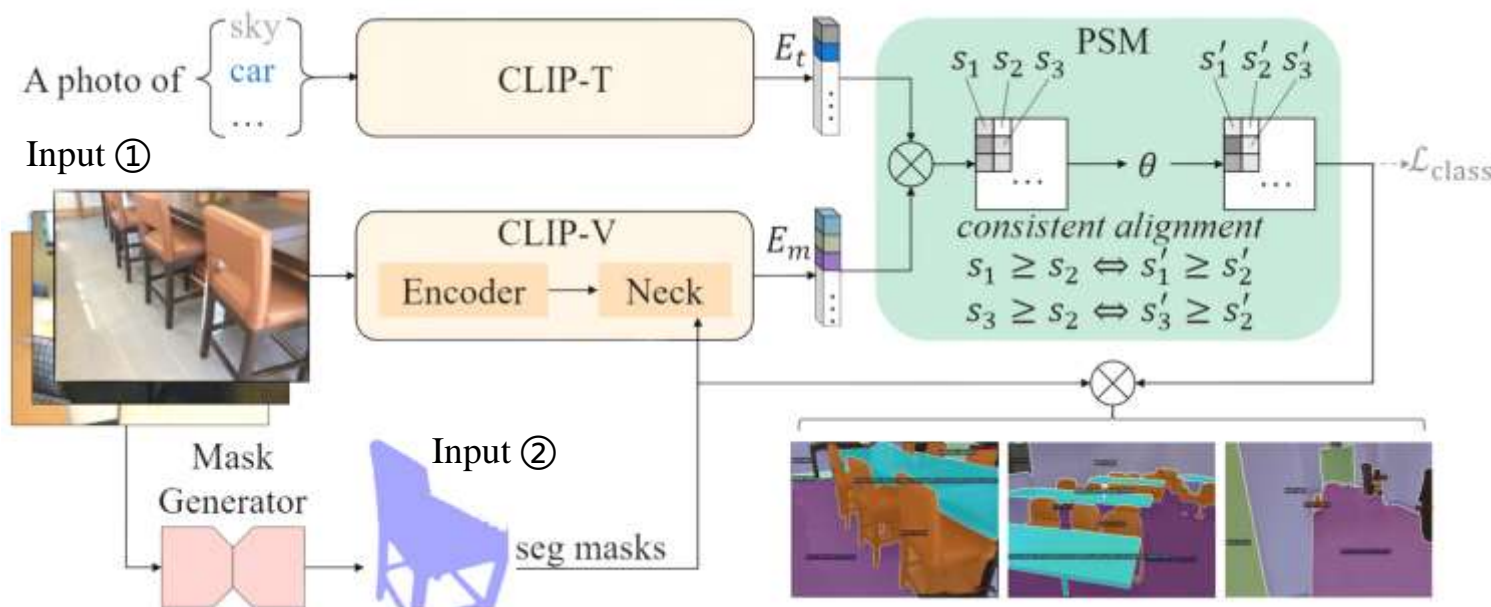 A photo of
sky
car
...
CLIP-T
E_t
PSM
s_1 s_2 s_3
s'_1 s'_2 s'_3
...
θ
...
ℒ_class
consistent alignment
s_1 ≥ s_2 ⇔ s'_1 ≥ s'_2
s_3 ≥ s_2 ⇔ s'_3 ≥ s'_2
Input ①
CLIP-V
Encoder
Neck
E_m
Mask
Generator
Input ②
seg masks